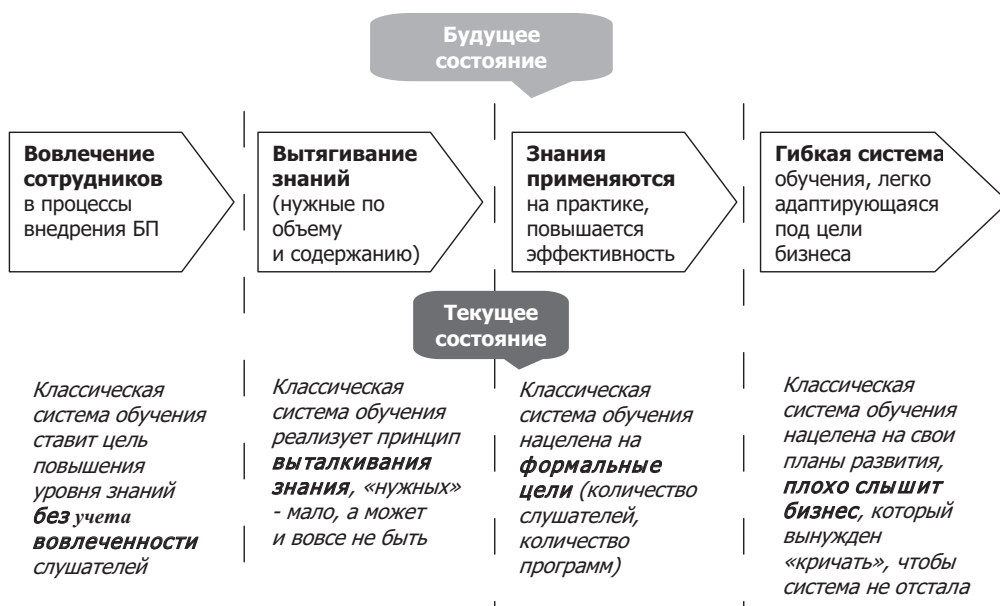 Будущее
состояние
Вовлечение
сотрудников
в процессы
внедрения БП
Вытягивание
знаний
(нужные по
объему
и содержанию)
Знания
применяются
на практике,
повышается
эффективность
Гибкая система
обучения, легко
адаптирующаяся
под цели
бизнеса
Текущее
состояние
Классическая
система обучения
ставит цель
повышения
уровня знаний
без учета
вовлеченности
слушателей
Классическая
система обучения
реализует принцип
выталкивания
знания, «нужных»
- мало, а может
и вовсе не быть
Классическая
система обучения
нацелена на
формальные
цели (количество
слушателей,
количество
программ)
Классическая
система обучения
нацелена на свои
планы развития,
плохо слышит
бизнес, который
вынужден
«кричать», чтобы
система не отстала